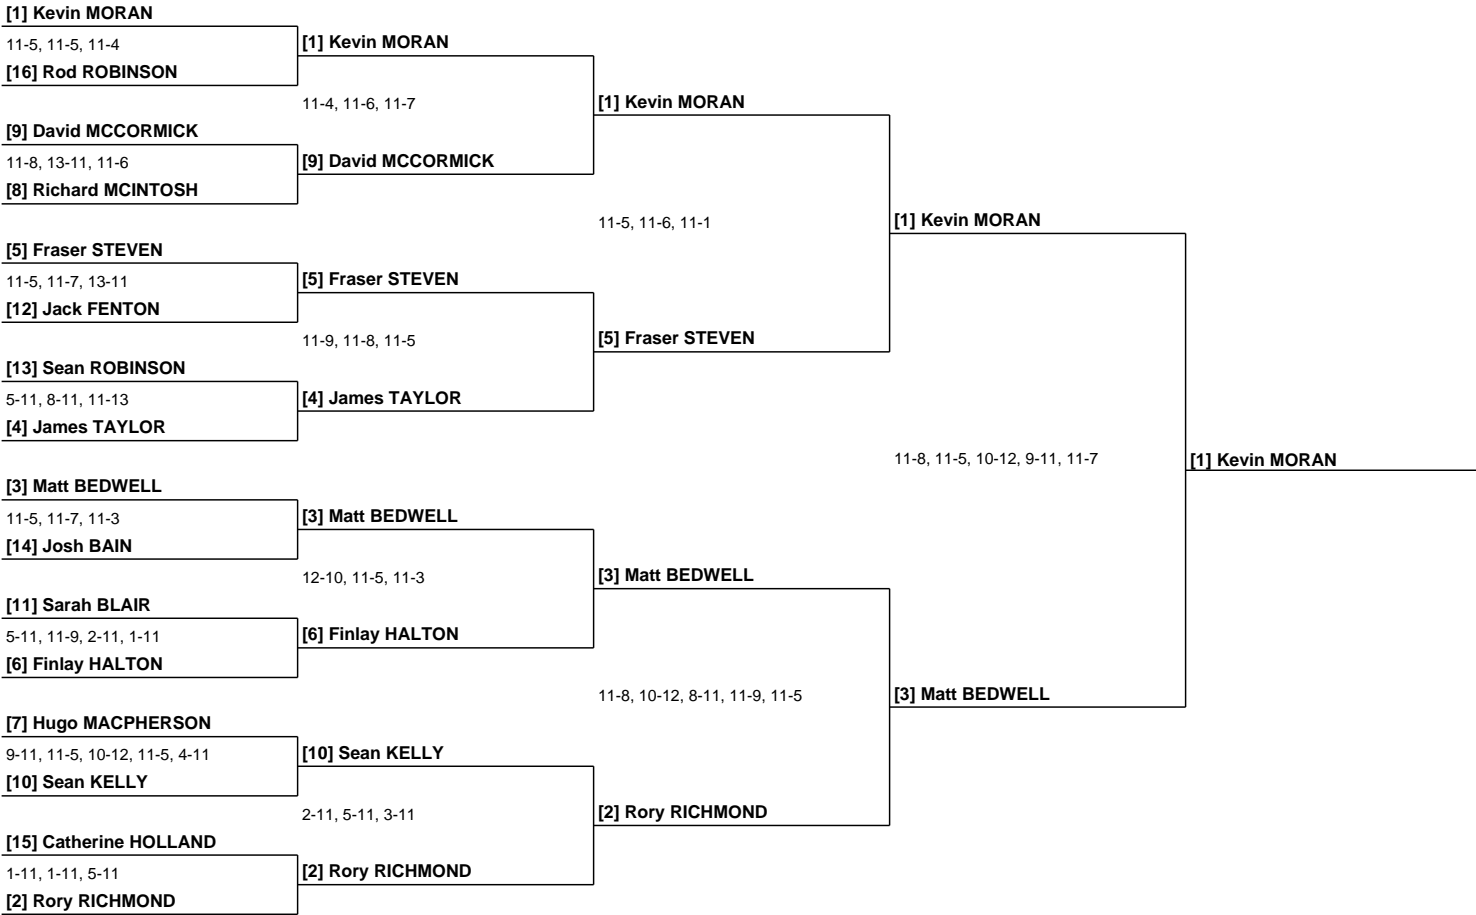 [1] Kevin MORAN
11-5, 11-5, 11-4
[16] Rod ROBINSON
[9] David MCCORMICK
11-8, 13-11, 11-6
[8] Richard MCINTOSH
[5] Fraser STEVEN
11-5, 11-7, 13-11
[12] Jack FENTON
[13] Sean ROBINSON
5-11, 8-11, 11-13
[4] James TAYLOR
[3] Matt BEDWELL
11-5, 11-7, 11-3
[14] Josh BAIN
[11] Sarah BLAIR
5-11, 11-9, 2-11, 1-11
[6] Finlay HALTON
[7] Hugo MACPHERSON
9-11, 11-5, 10-12, 11-5, 4-11
[10] Sean KELLY
[15] Catherine HOLLAND
1-11, 1-11, 5-11
[2] Rory RICHMOND
[1] Kevin MORAN
11-4, 11-6, 11-7
[9] David MCCORMICK
[5] Fraser STEVEN
11-9, 11-8, 11-5
[4] James TAYLOR
[3] Matt BEDWELL
12-10, 11-5, 11-3
[6] Finlay HALTON
[10] Sean KELLY
2-11, 5-11, 3-11
[2] Rory RICHMOND
[1] Kevin MORAN
11-5, 11-6, 11-1
[5] Fraser STEVEN
[3] Matt BEDWELL
11-8, 10-12, 8-11, 11-9, 11-5
[2] Rory RICHMOND
[1] Kevin MORAN
11-8, 11-5, 10-12, 9-11, 11-7
[3] Matt BEDWELL
[1] Kevin MORAN